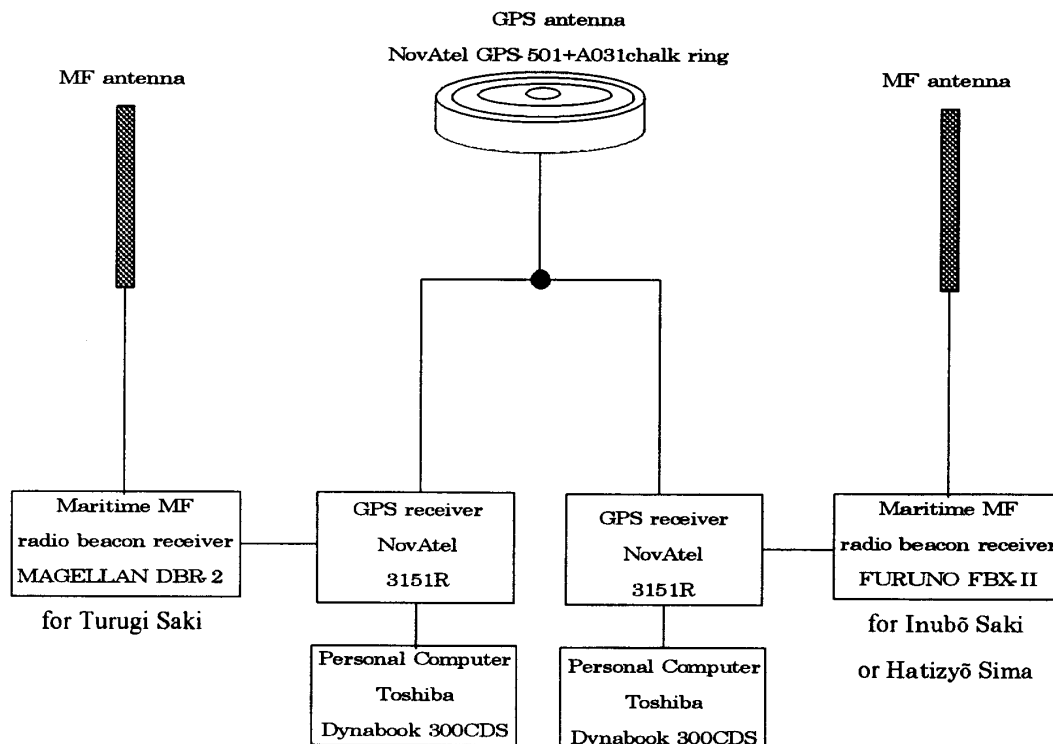 GPS antenna
NovAtel GPS-501+A031chalk ring
MF antenna
MF antenna
Maritime MF
radio beacon receiver
MAGELLAN DBR-2
for Turugi Saki
GPS receiver
NovAtel
3151R
GPS receiver
NovAtel
3151R
Maritime MF
radio beacon receiver
FURUNO FBX-II
for Inubō Saki
or Hatizyō Sima
Personal Computer
Toshiba
Dynabook 300CDS
Personal Computer
Toshiba
Dynabook 300CDS